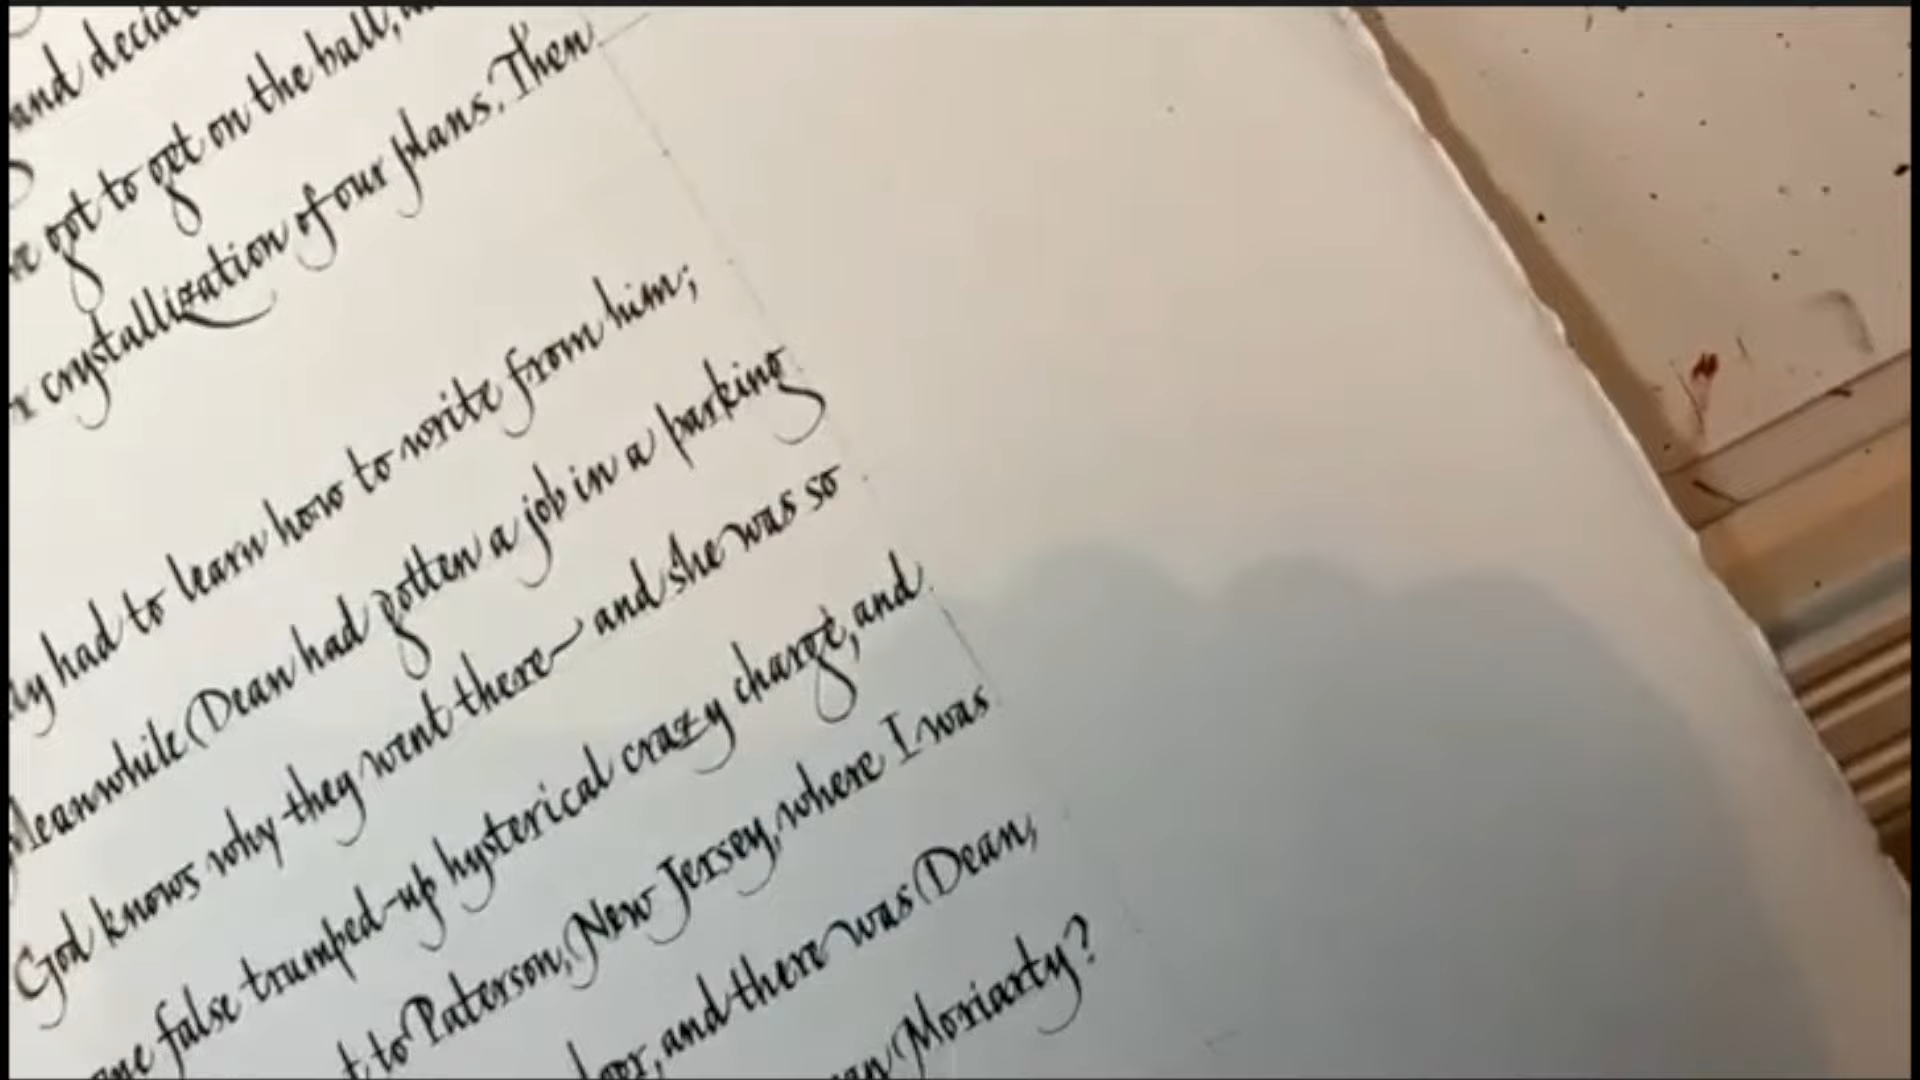 and
got to get on the ball,
crystallization of our plans. Then
had to learn how to write from him;
Meanwhile Dean had gotten a job in a parking
God knows why they went there— and she was so
false trumped-up hysterical crazy charge, and
to Paterson, New Jersey, where I was
and there was Dean,
Moriarty?